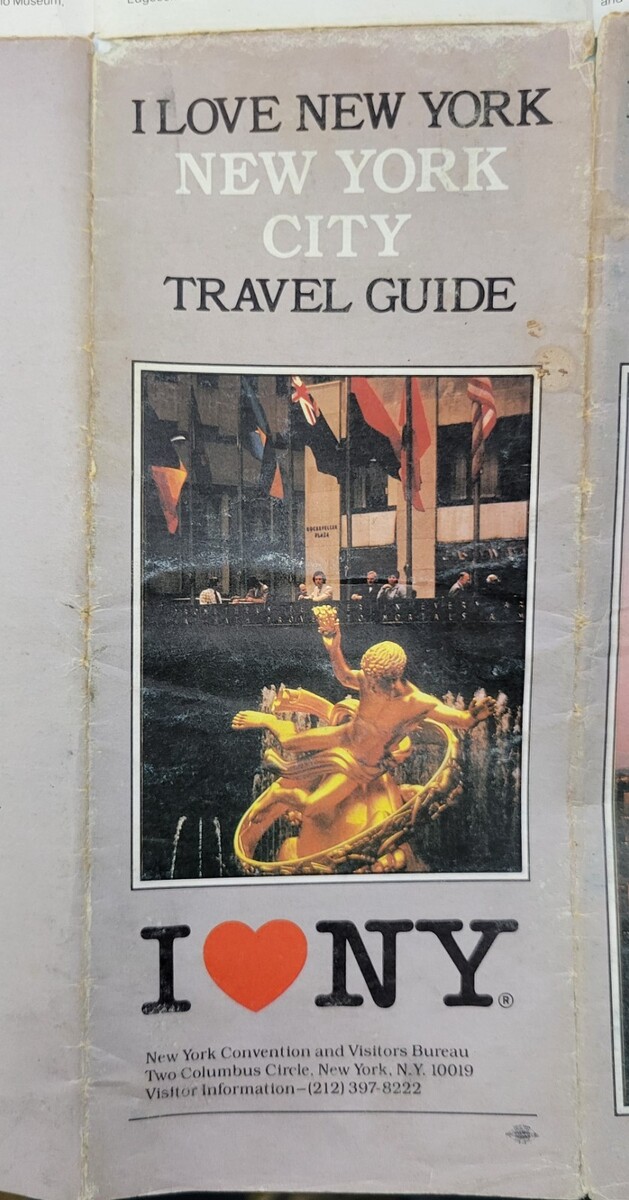 I LOVE NEW YORK
NEW YORK
CITY
TRAVEL GUIDE
ROCKEFELLER
PLAZA
I ❤ NY®
New York Convention and Visitors Bureau
Two Columbus Circle, New York, N.Y. 10019
Visitor Information—(212) 397-8222